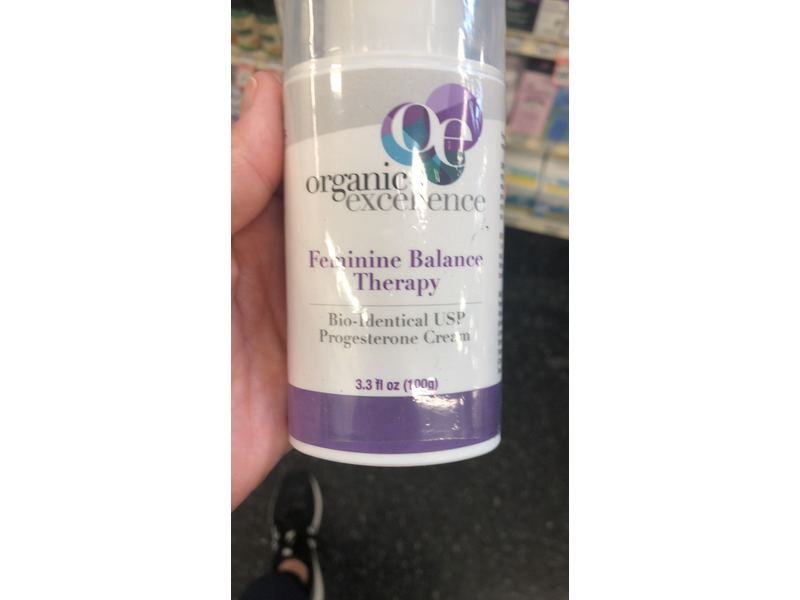 Oe
organic
excellence
Feminine Balance
Therapy
Bio-Identical USP
Progesterone Cream
3.3 fl oz (100g)